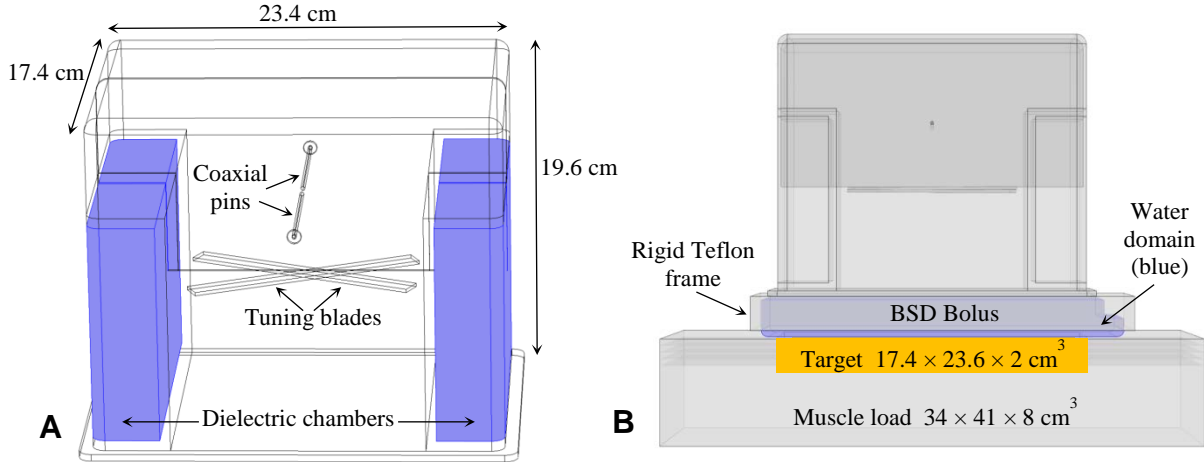 23.4 cm
17.4 cm
19.6 cm
Coaxial
pins
Tuning blades
Dielectric chambers
A
Rigid Teflon
frame
Water
domain
(blue)
BSD Bolus
Target 17.4 × 23.6 × 2 cm³
Muscle load 34 × 41 × 8 cm³
B